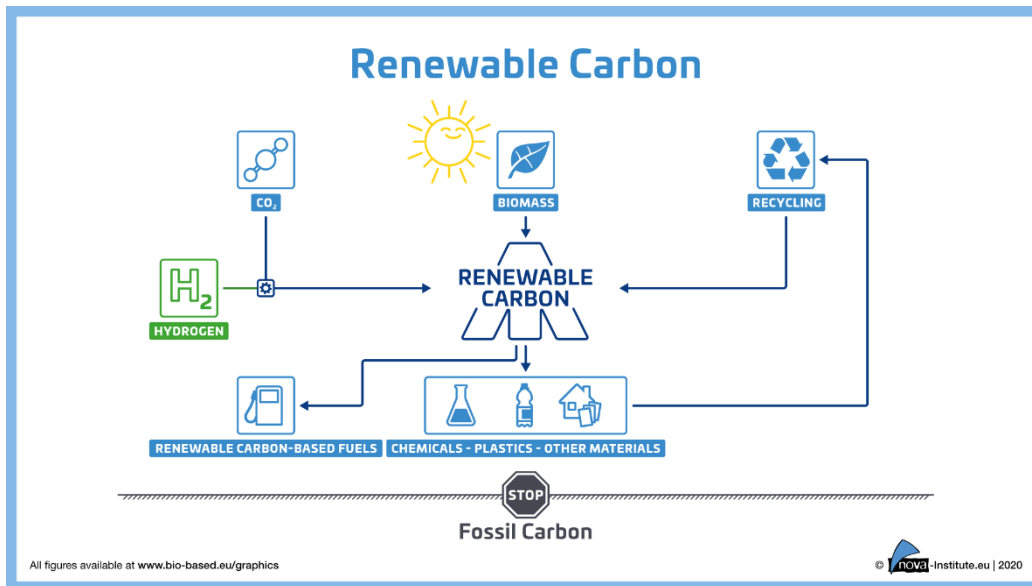 Renewable Carbon
CO₂
BIOMASS
RECYCLING
H₂
HYDROGEN
RENEWABLE
CARBON
RENEWABLE CARBON-BASED FUELS
CHEMICALS - PLASTICS - OTHER MATERIALS
STOP
Fossil Carbon
All figures available at www.bio-based.eu/graphics
© nova-Institute.eu | 2020